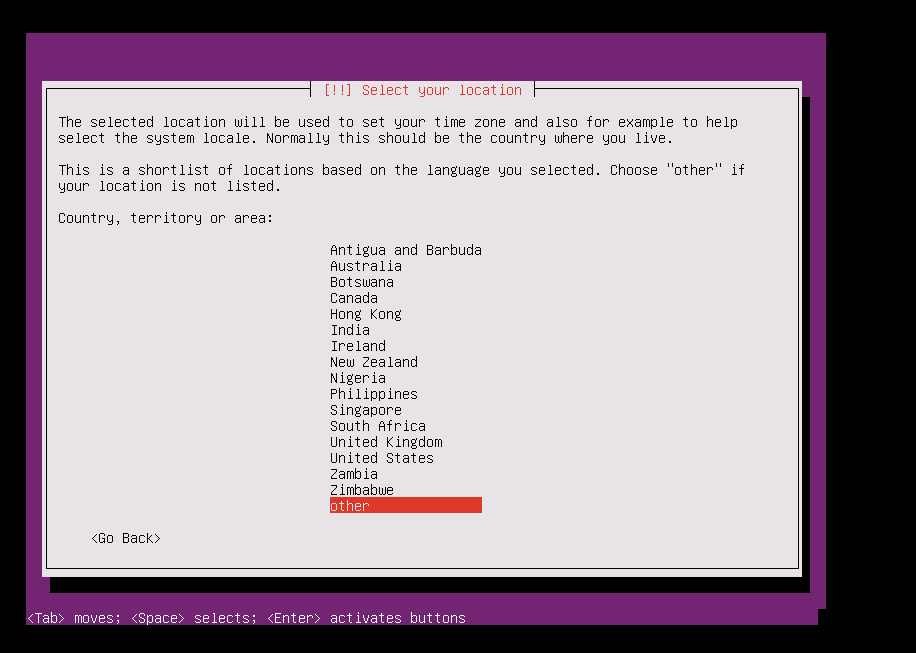 [!!] Select your location
The selected location will be used to set your time zone and also for example to help
select the system locale. Normally this should be the country where you live.
This is a shortlist of locations based on the language you selected. Choose "other" if
your location is not listed.
Country, territory or area:
Antigua and Barbuda
Australia
Botswana
Canada
Hong Kong
India
Ireland
New Zealand
Nigeria
Philippines
Singapore
South Africa
United Kingdom
United States
Zambia
Zimbabwe
other
<Go Back>
<Tab> moves; <Space> selects; <Enter> activates buttons